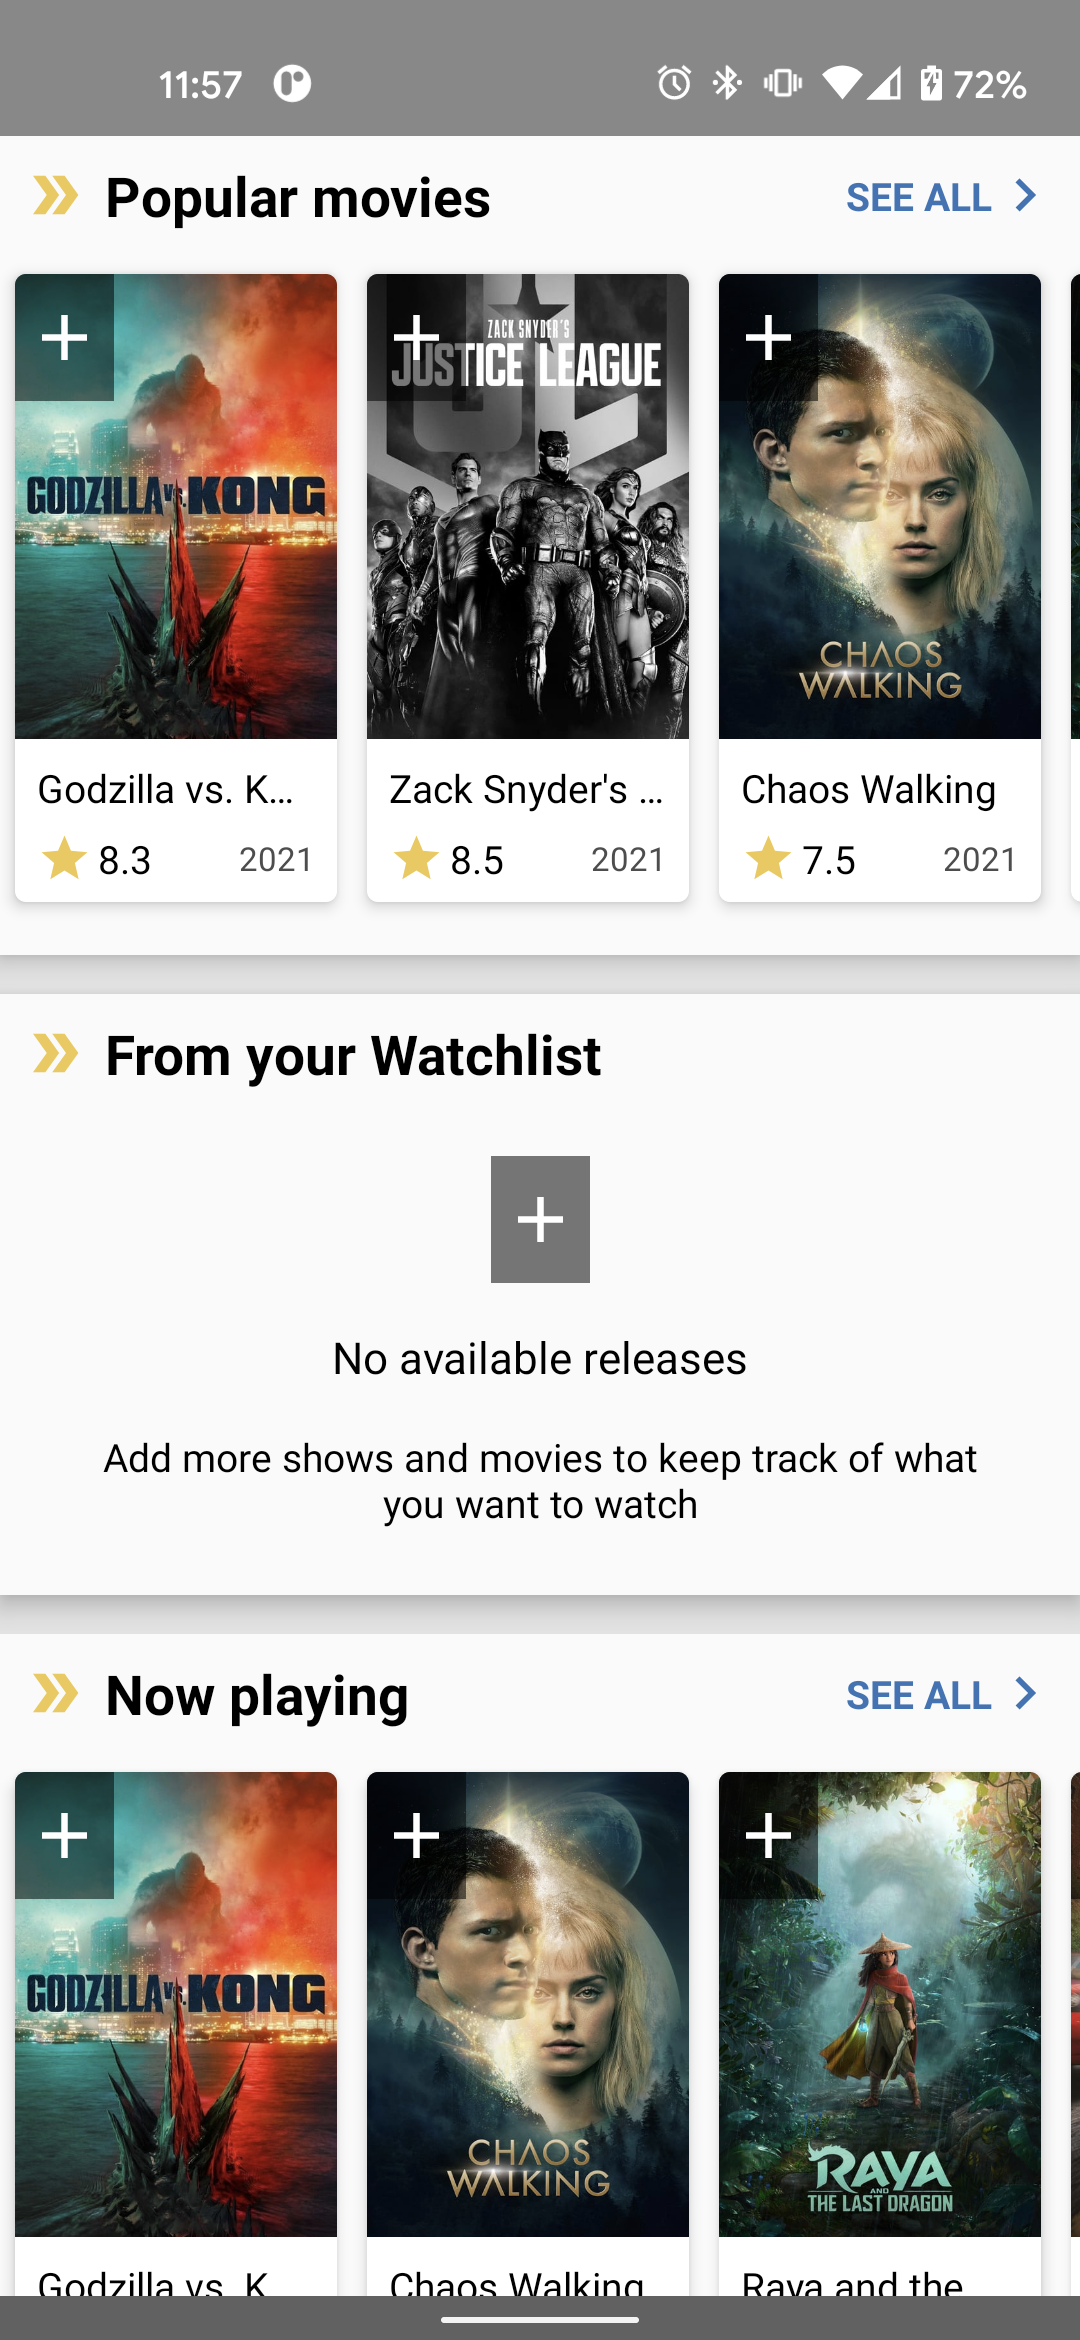 11:57
72%
Popular movies
SEE ALL
ZACK SNYDER'S
JUSTICE LEAGUE
GODZILLA VS. KONG
CHAOS
WALKING
Godzilla vs. K...
Zack Snyder's ...
Chaos Walking
8.3
2021
8.5
2021
7.5
2021
From your Watchlist
No available releases
Add more shows and movies to keep track of what
you want to watch
Now playing
SEE ALL
GODZILLA VS. KONG
CHAOS
WALKING
RAYA
AND
THE LAST DRAGON
Godzilla vs. K
Chaos Walking
Raya and the